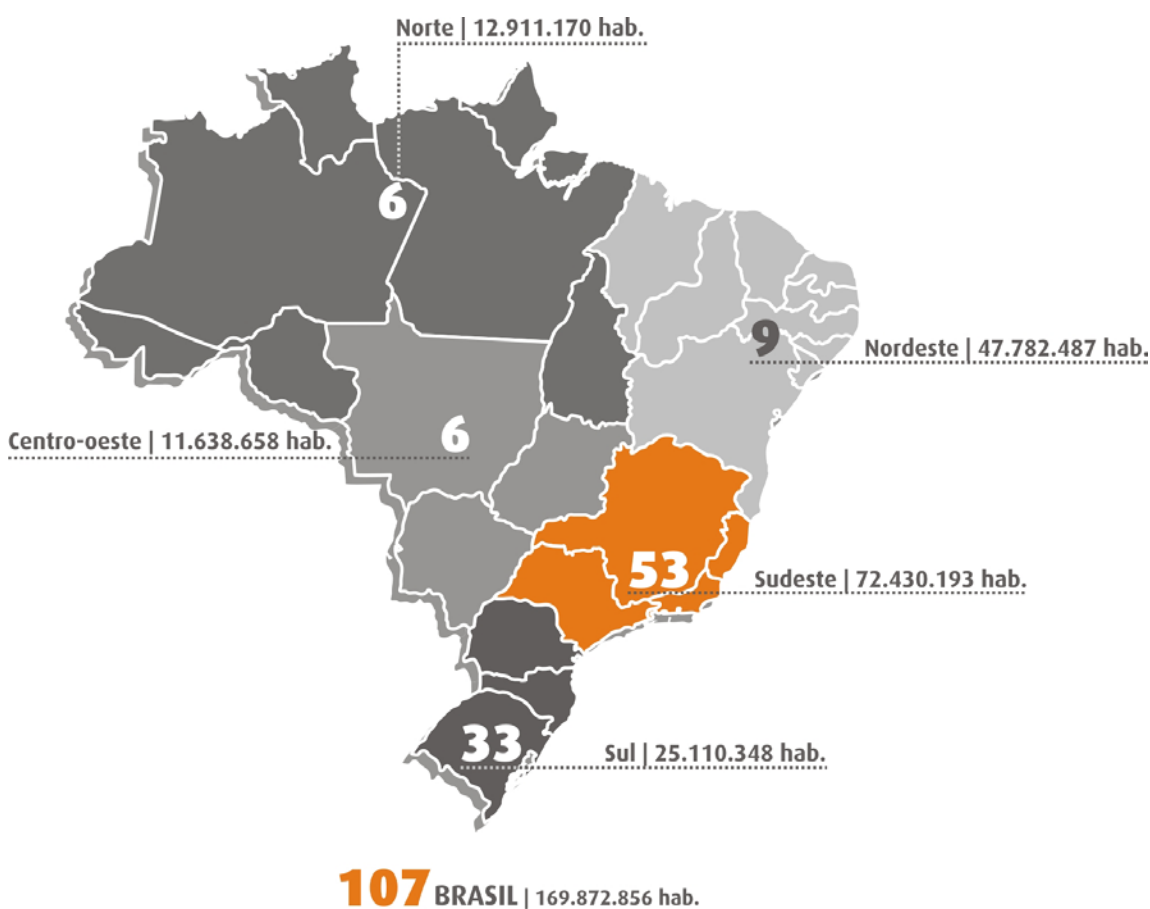 Norte | 12.911.170 hab.
6
9
Nordeste | 47.782.487 hab.
Centro-oeste | 11.638.658 hab.
6
53
Sudeste | 72.430.193 hab.
33
Sul | 25.110.348 hab.
107 BRASIL | 169.872.856 hab.